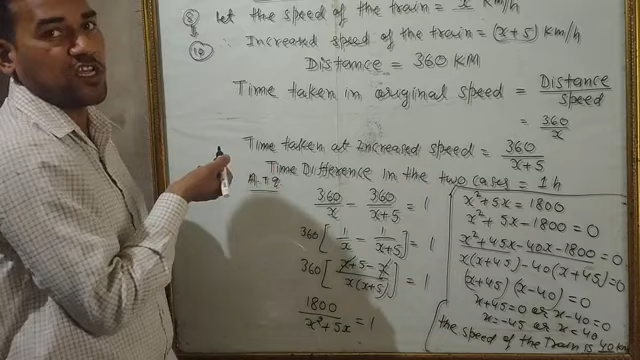 8 Let the speed of the train = x Km/h
10 Increased speed of the train = (x+5) Km/h
Distance = 360 KM
Time taken in original speed = Distance/speed
= 360/x
Time taken at Increased speed = 360/x+5
Time Difference in the two cases = 1h
A.T.Q.
360/x - 360/x+5 = 1
360[1/x - 1/x+5] = 1
360[x+5-x/x(x+5)] = 1
1800/x²+5x = 1
x²+5x = 1800
x²+5x-1800 = 0
x²+45x-40x-1800 = 0
x(x+45)-40(x+45) = 0
(x+45)(x-40) = 0
x+45=0 or x-40=0
x=-45 or x=40
the speed of the Train is 40 km